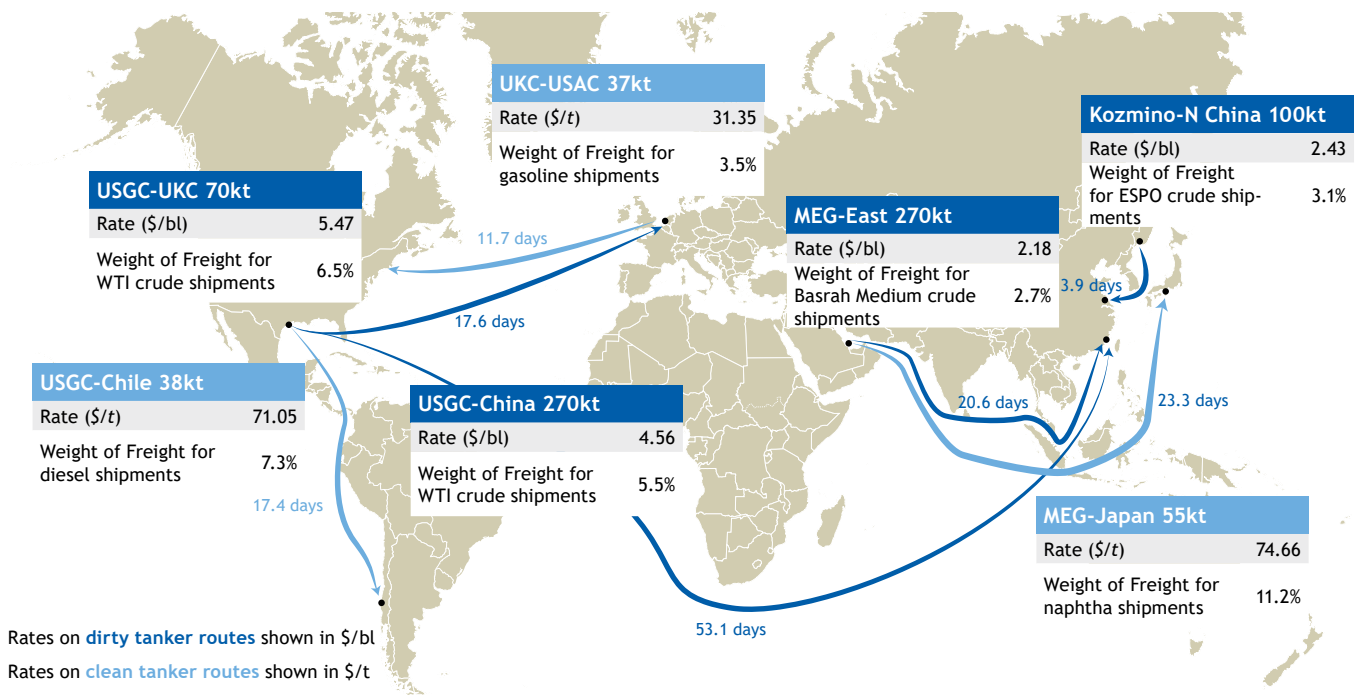 UKC-USAC 37kt
Rate ($/t) 31.35
Weight of Freight for
gasoline shipments 3.5%
Kozmino-N China 100kt
Rate ($/bl) 2.43
Weight of Freight
for ESPO crude ship-
ments 3.1%
USGC-UKC 70kt
Rate ($/bl) 5.47
Weight of Freight for
WTI crude shipments 6.5%
MEG-East 270kt
Rate ($/bl) 2.18
Weight of Freight for
Basrah Medium crude
shipments 2.7%
11.7 days
17.6 days
3.9 days
USGC-Chile 38kt
Rate ($/t) 71.05
Weight of Freight for
diesel shipments 7.3%
17.4 days
USGC-China 270kt
Rate ($/bl) 4.56
Weight of Freight for
WTI crude shipments 5.5%
20.6 days
23.3 days
MEG-Japan 55kt
Rate ($/t) 74.66
Weight of Freight for
naphtha shipments 11.2%
53.1 days
Rates on dirty tanker routes shown in $/bl
Rates on clean tanker routes shown in $/t